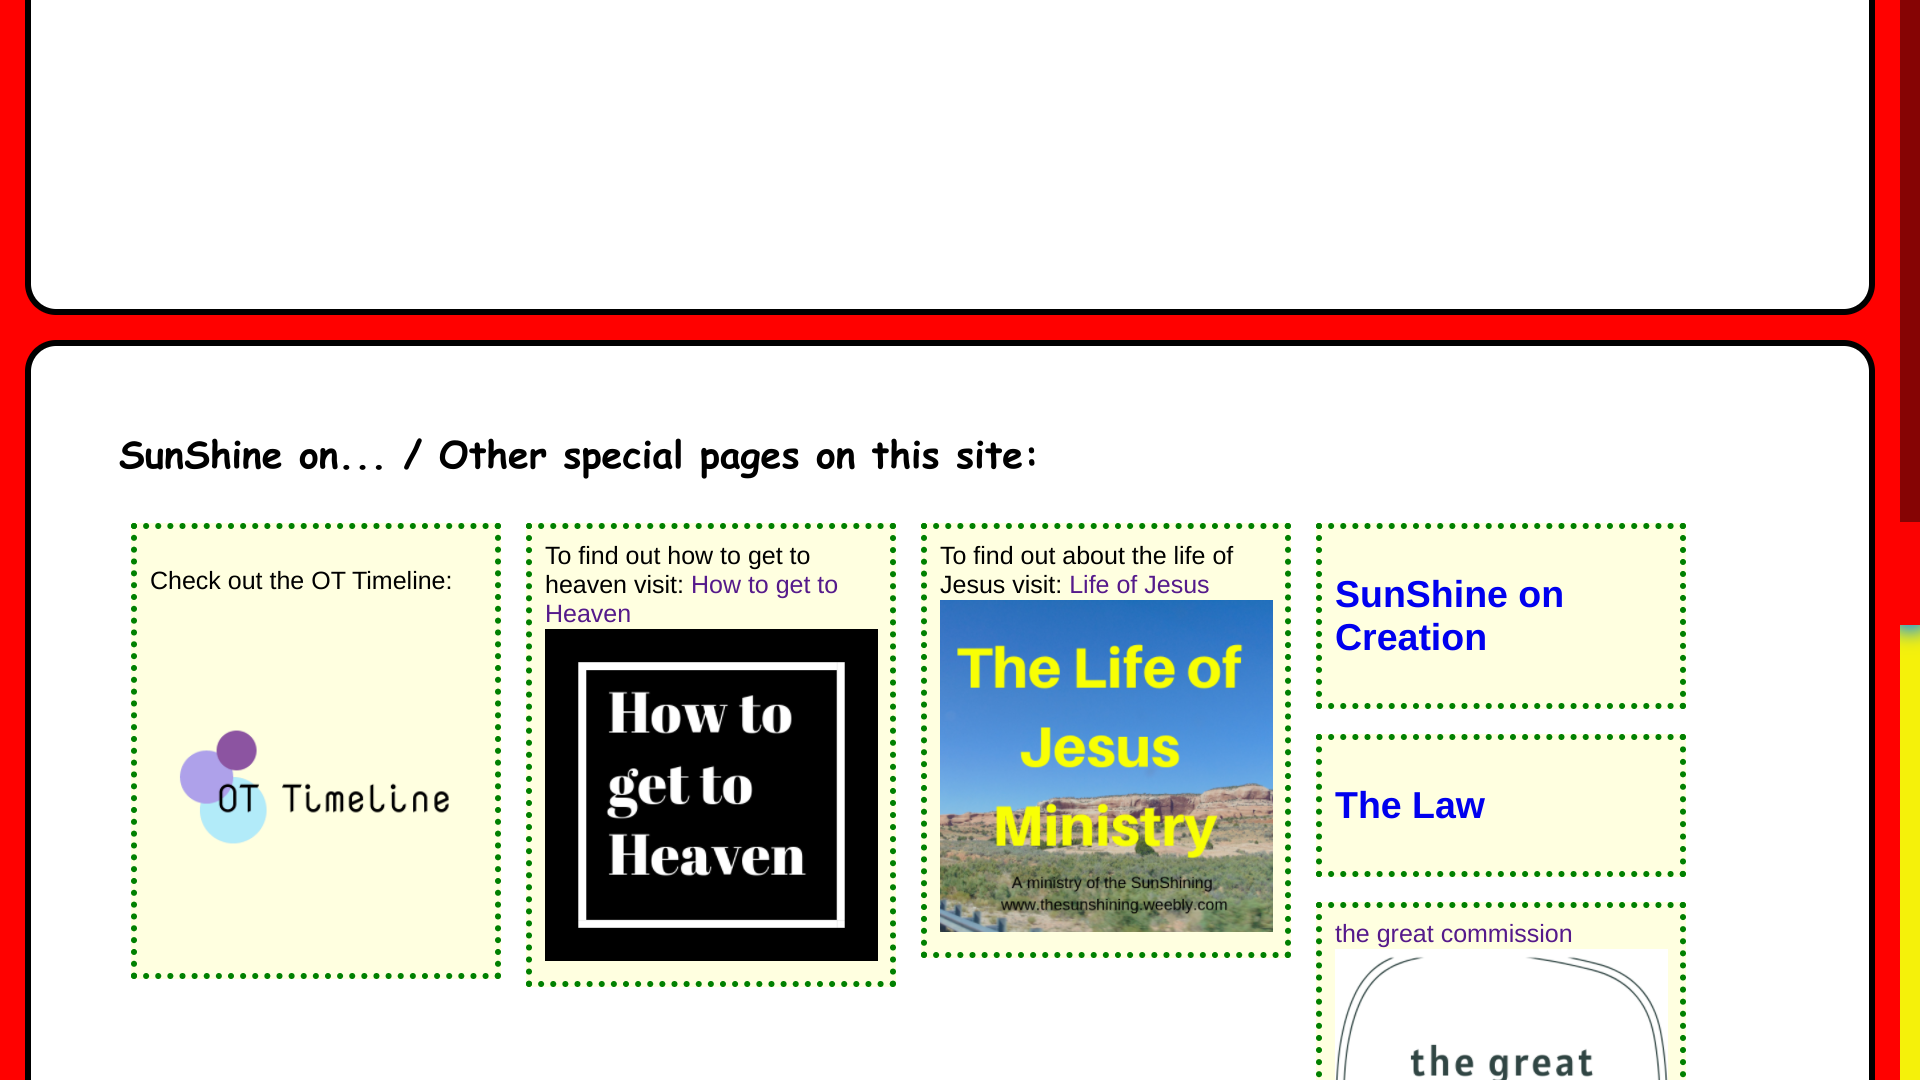 SunShine on... / Other special pages on this site:
Check out the OT Timeline:
OT Timeline
To find out how to get to
heaven visit: How to get to
Heaven
How to
get to
Heaven
To find out about the life of
Jesus visit: Life of Jesus
The Life of
Jesus
Ministry
A ministry of the SunShining
www.thesunshining.weebly.com
SunShine on
Creation
The Law
the great commission
the great